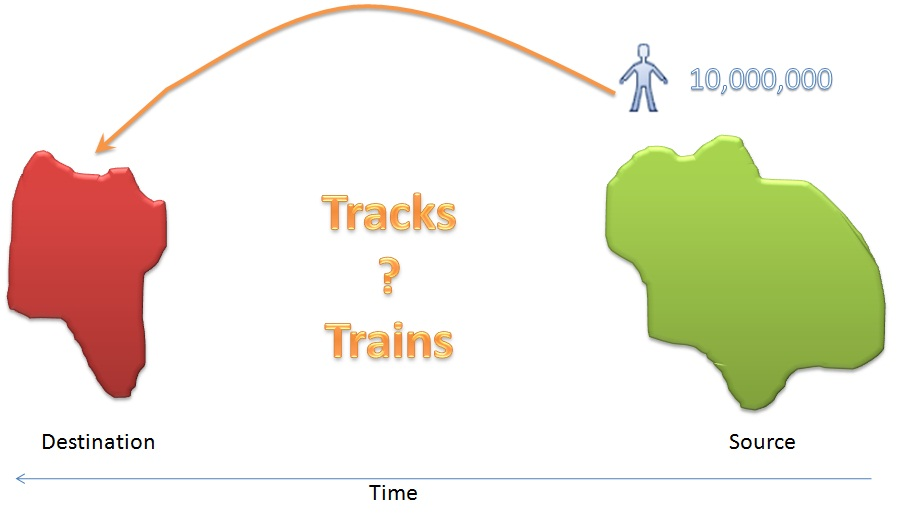 10,000,000
Tracks
?
Trains
Destination
Source
Time